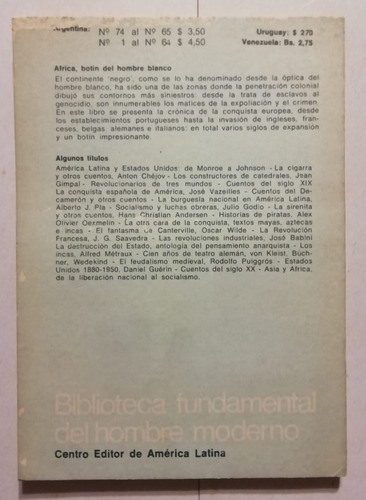 Argentina: Nº 74 al Nº 65 $ 3,50 Uruguay: $ 270
Nº 1 al Nº 64 $ 4,50 Venezuela: Bs. 2,75
Africa, botín del hombre blanco
El continente 'negro', como se lo ha denominado desde la óptica del
hombre blanco, ha sido una de las zonas donde la penetración colonial
dibujó sus contornos más siniestros: desde la trata de esclavos al
genocidio, son innumerables los matices de la expoliación y el crimen.
En este libro se presenta la crónica de la conquista europea, desde
los establecimientos portugueses hasta la invasión de ingleses, fran-
ceses, belgas, alemanes e italianos: en total varios siglos de expansión
y un botín impresionante.
Algunos títulos
América Latina y Estados Unidos: de Monroe a Johnson - La cigarra
y otros cuentos, Anton Chéjov - Los constructores de catedrales, Jean
Gimpel - Revolucionarios de tres mundos - Cuentos del siglo XIX
La conquista española de América, José Vazeilles - Cuentos del De-
camerón y otros cuentos - La burguesía nacional en América Latina,
Alberto J. Pla - Socialismo y luchas obreras, Julio Godio - La sirenita
y otros cuentos, Hans Christian Andersen - Historias de piratas, Alex
Olivier Oexmelin - La otra cara de la conquista, textos mayas, aztecas
e incas - El fantasma de Canterville, Oscar Wilde - La Revolución
Francesa, J. G. Saavedra - Las revoluciones industriales, José Babini
De la destrucción del Estado, antología del pensamiento anarquista - Los
incas, Alfred Métraux - Cien años de teatro alemán, von Kleist, Büch-
ner, Wedekind - El feudalismo medieval, Rodolfo Puiggrós - Estados
Unidos 1880-1950, Daniel Guérin - Cuentos del siglo XX - Asia y Africa,
de la liberación nacional al socialismo.
Biblioteca fundamental
del hombre moderno
Centro Editor de América Latina